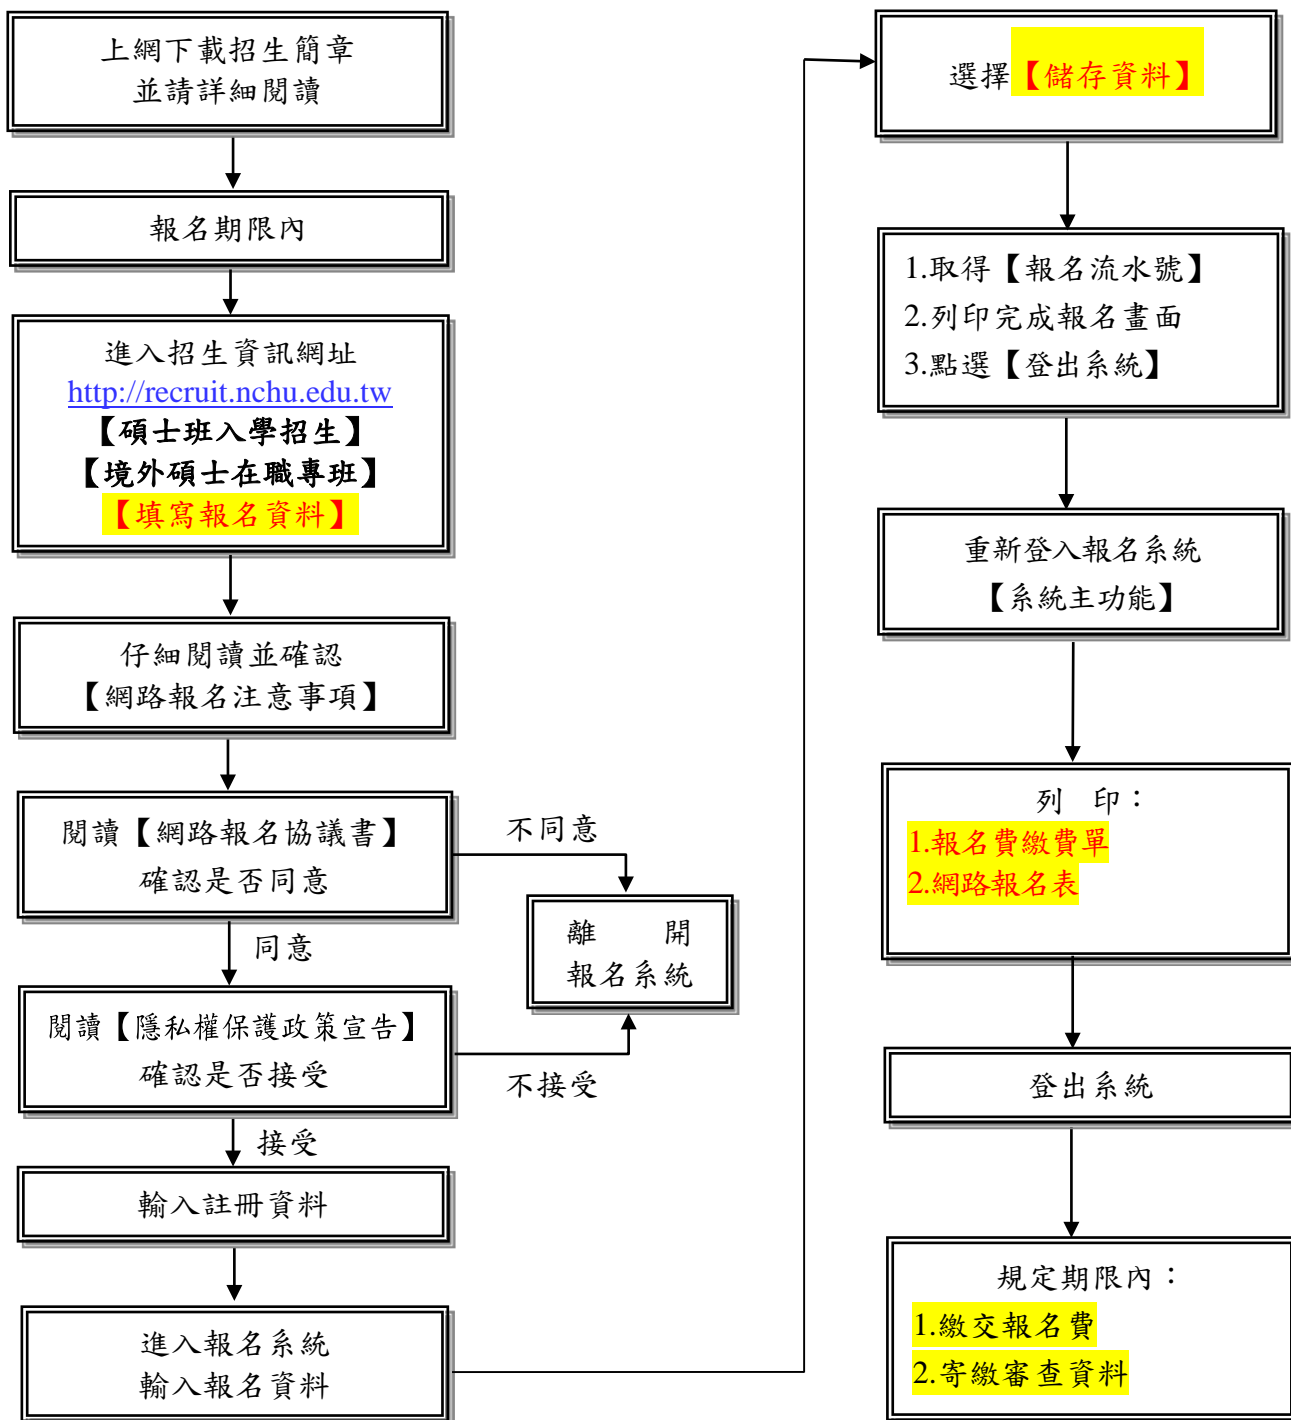 上網下載招生簡章
並請詳細閱讀
報名期限內
進入招生資訊網址
http://recruit.nchu.edu.tw
【碩士班入學招生】
【境外碩士在職專班】
【填寫報名資料】
仔細閱讀並確認
【網路報名注意事項】
閱讀【網路報名協議書】
確認是否同意
不同意
離 開
報名系統
同意
閱讀【隱私權保護政策宣告】
確認是否接受
不接受
接受
輸入註冊資料
進入報名系統
輸入報名資料
選擇【儲存資料】
1.取得【報名流水號】
2.列印完成報名畫面
3.點選【登出系統】
重新登入報名系統
【系統主功能】
列 印：
1.報名費繳費單
2.網路報名表
登出系統
規定期限內：
1.繳交報名費
2.寄繳審查資料